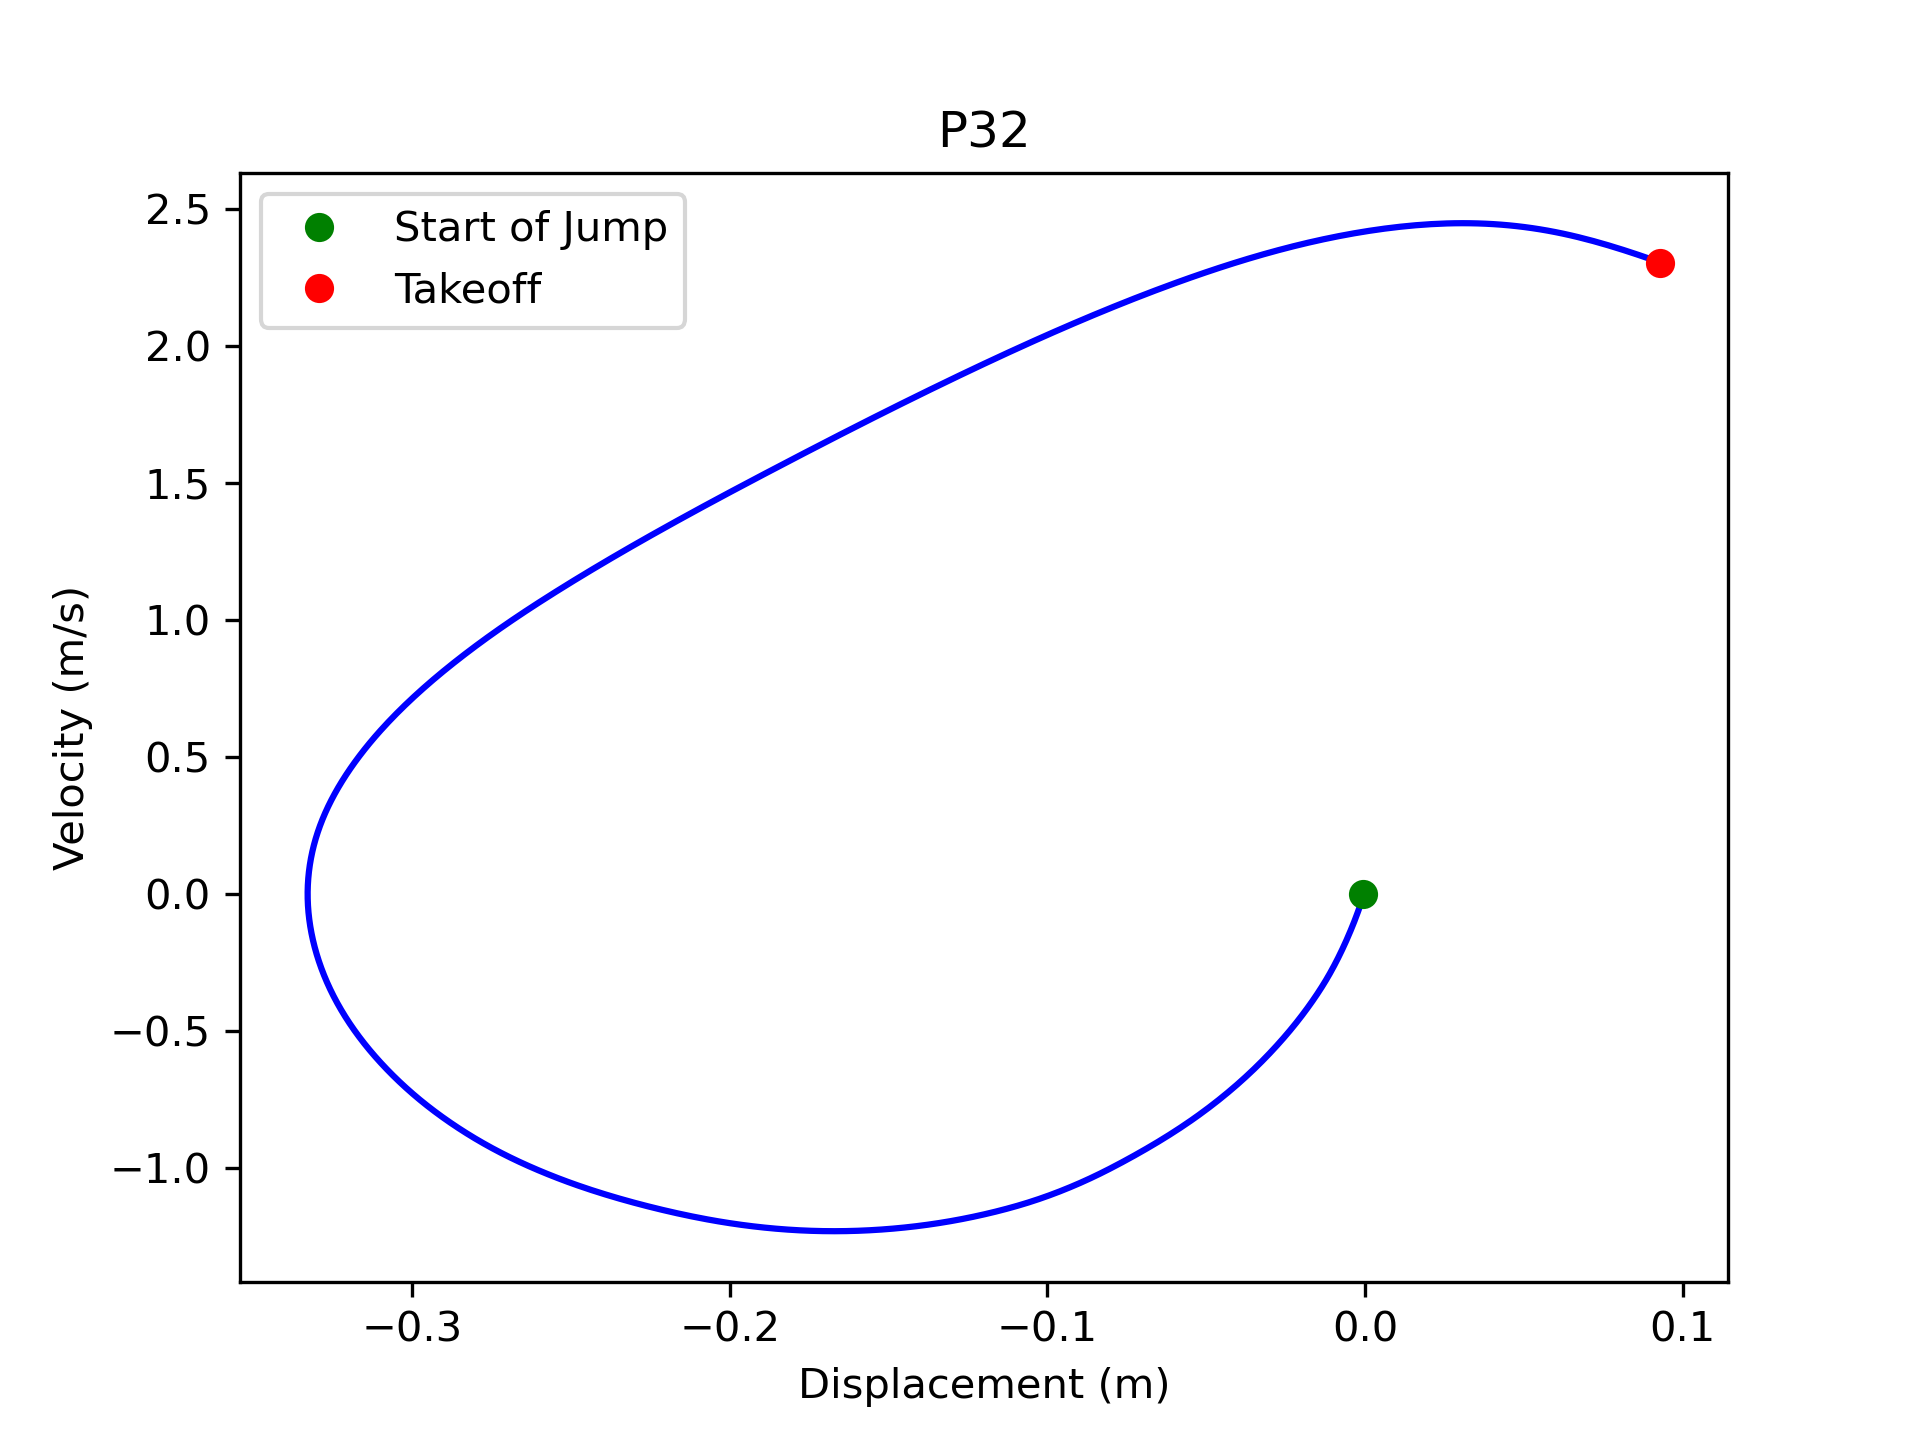 P32
Start of Jump
Takeoff
2.5
2.0
1.5
1.0
0.5
0.0
−0.5
−1.0
Velocity (m/s)
−0.3 −0.2 −0.1 0.0 0.1
Displacement (m)